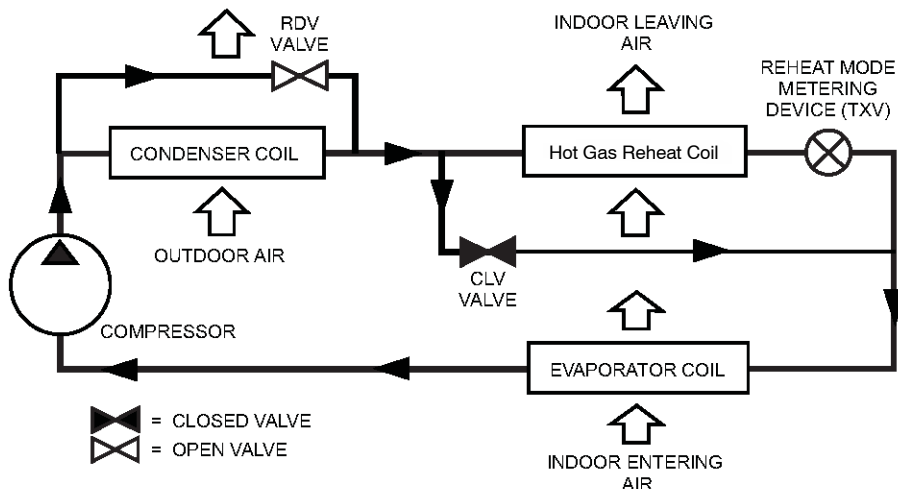 RDV
VALVE
INDOOR LEAVING
AIR
REHEAT MODE
METERING
DEVICE (TXV)
CONDENSER COIL
Hot Gas Reheat Coil
OUTDOOR AIR
CLV
VALVE
COMPRESSOR
EVAPORATOR COIL
= CLOSED VALVE
= OPEN VALVE
INDOOR ENTERING
AIR